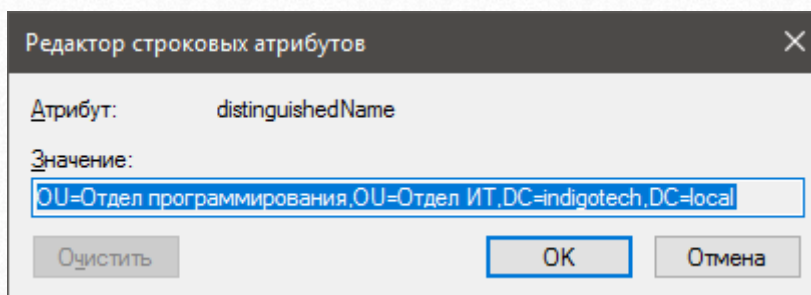 Редактор строковых атрибутов
Атрибут: distinguishedName
Значение:
OU=Отдел программирования,OU=Отдел ИТ,DC=indigotech,DC=local
Очистить OK Отмена